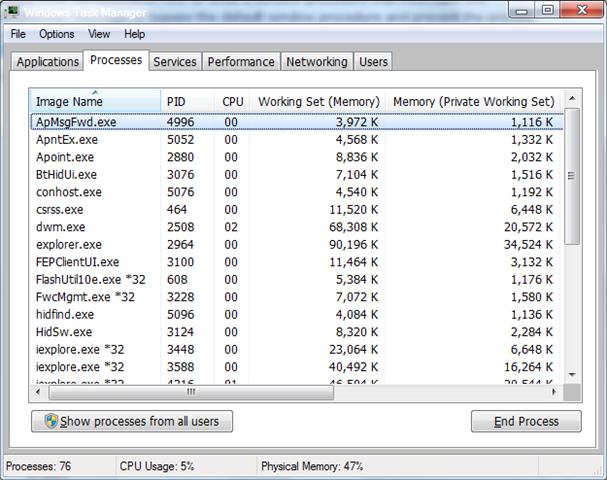 Windows Task Manager
File Options View Help
Applications Processes Services Performance Networking Users
Image Name PID CPU Working Set (Memory) Memory (Private Working Set)
ApMsgFwd.exe 4996 00 3,972 K 1,116 K
ApntEx.exe 5052 00 4,568 K 1,332 K
Apoint.exe 2880 00 8,836 K 2,032 K
BtHidUi.exe 3076 00 7,104 K 1,516 K
conhost.exe 5076 00 4,540 K 1,192 K
csrss.exe 464 00 11,520 K 6,448 K
dwm.exe 2508 02 68,308 K 20,572 K
explorer.exe 2964 00 90,196 K 34,524 K
FEPClientUI.exe 3100 00 11,464 K 3,132 K
FlashUtil10e.exe *32 608 00 5,384 K 1,176 K
FwcMgmt.exe *32 3228 00 7,072 K 1,580 K
hidfind.exe 5096 00 4,084 K 1,136 K
HidSw.exe 3124 00 8,320 K 2,284 K
iexplore.exe *32 3448 00 23,064 K 6,648 K
iexplore.exe *32 3588 00 40,492 K 16,264 K
iexplore.exe *32
Show processes from all users End Process
Processes: 76 CPU Usage: 5% Physical Memory: 47%